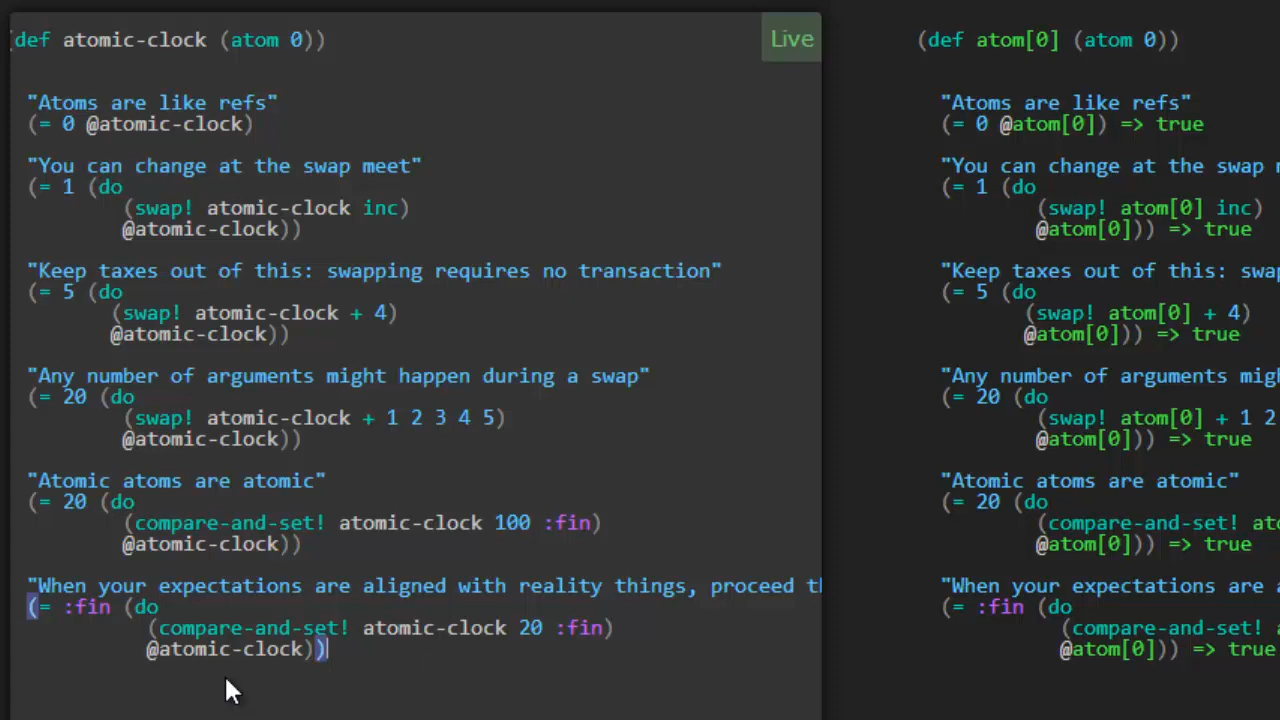 (def atomic-clock (atom 0))
Live
"Atoms are like refs"
(= 0 @atomic-clock)
"You can change at the swap meet"
(= 1 (do
(swap! atomic-clock inc)
@atomic-clock))
"Keep taxes out of this: swapping requires no transaction"
(= 5 (do
(swap! atomic-clock + 4)
@atomic-clock))
"Any number of arguments might happen during a swap"
(= 20 (do
(swap! atomic-clock + 1 2 3 4 5)
@atomic-clock))
"Atomic atoms are atomic"
(= 20 (do
(compare-and-set! atomic-clock 100 :fin)
@atomic-clock))
"When your expectations are aligned with reality things, proceed
(= :fin (do
(compare-and-set! atomic-clock 20 :fin)
@atomic-clock))
(def atom[0] (atom 0))
"Atoms are like refs"
(= 0 @atom[0]) => true
"You can change at the swap
(= 1 (do
(swap! atom[0] inc)
@atom[0])) => true
"Keep taxes out of this:
(= 5 (do
(swap! atom[0] + 4)
@atom[0])) => true
"Any number of arguments
(= 20 (do
(swap! atom[0] + 1 2
@atom[0])) => true
"Atomic atoms are atomic"
(= 20 (do
(compare-and-set!
@atom[0])) => true
"When your expectations are
(= :fin (do
(compare-and-set!
@atom[0])) => true